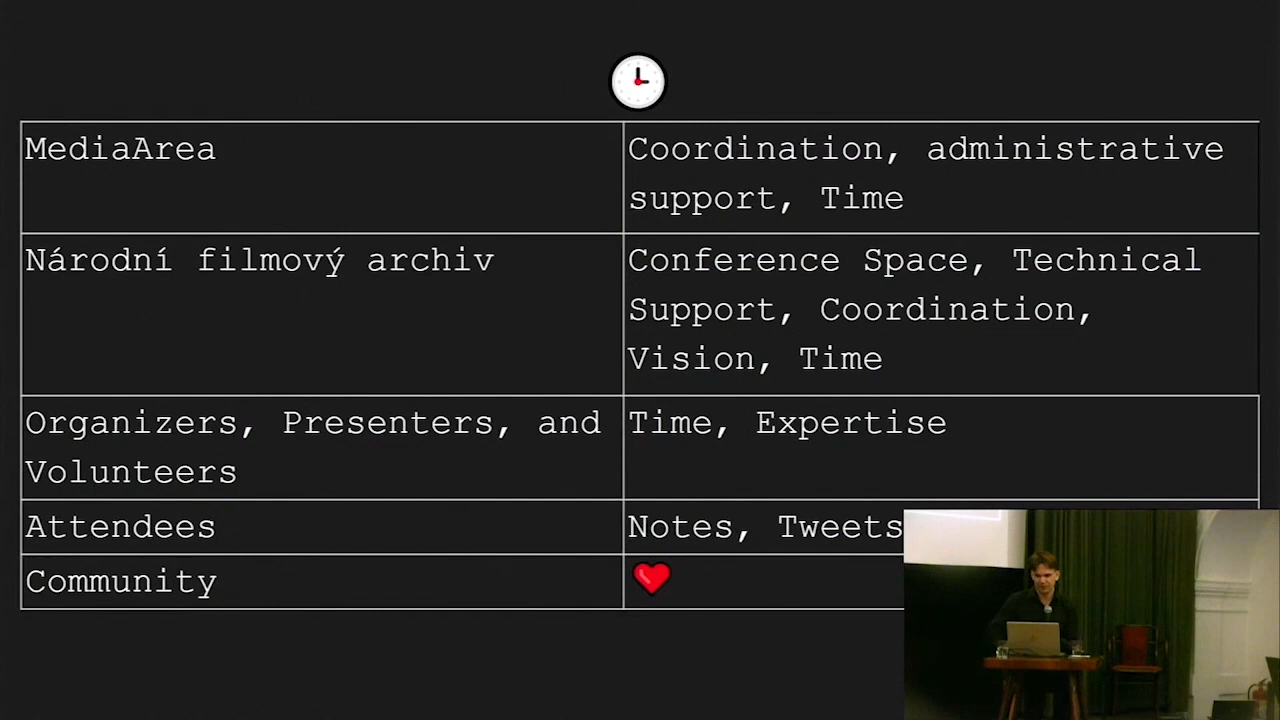 MediaArea
Coordination, administrative
support, Time
Národní filmový archiv
Conference Space, Technical
Support, Coordination,
Vision, Time
Organizers, Presenters, and
Volunteers
Time, Expertise
Attendees
Notes, Tweets
Community